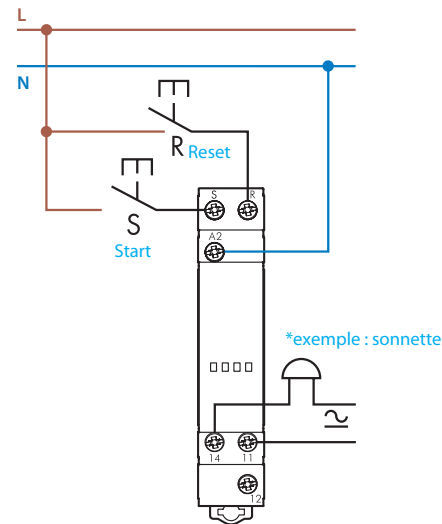 L
N
R Reset
S
Start
S R
A2
*exemple : sonnette
14 11
12